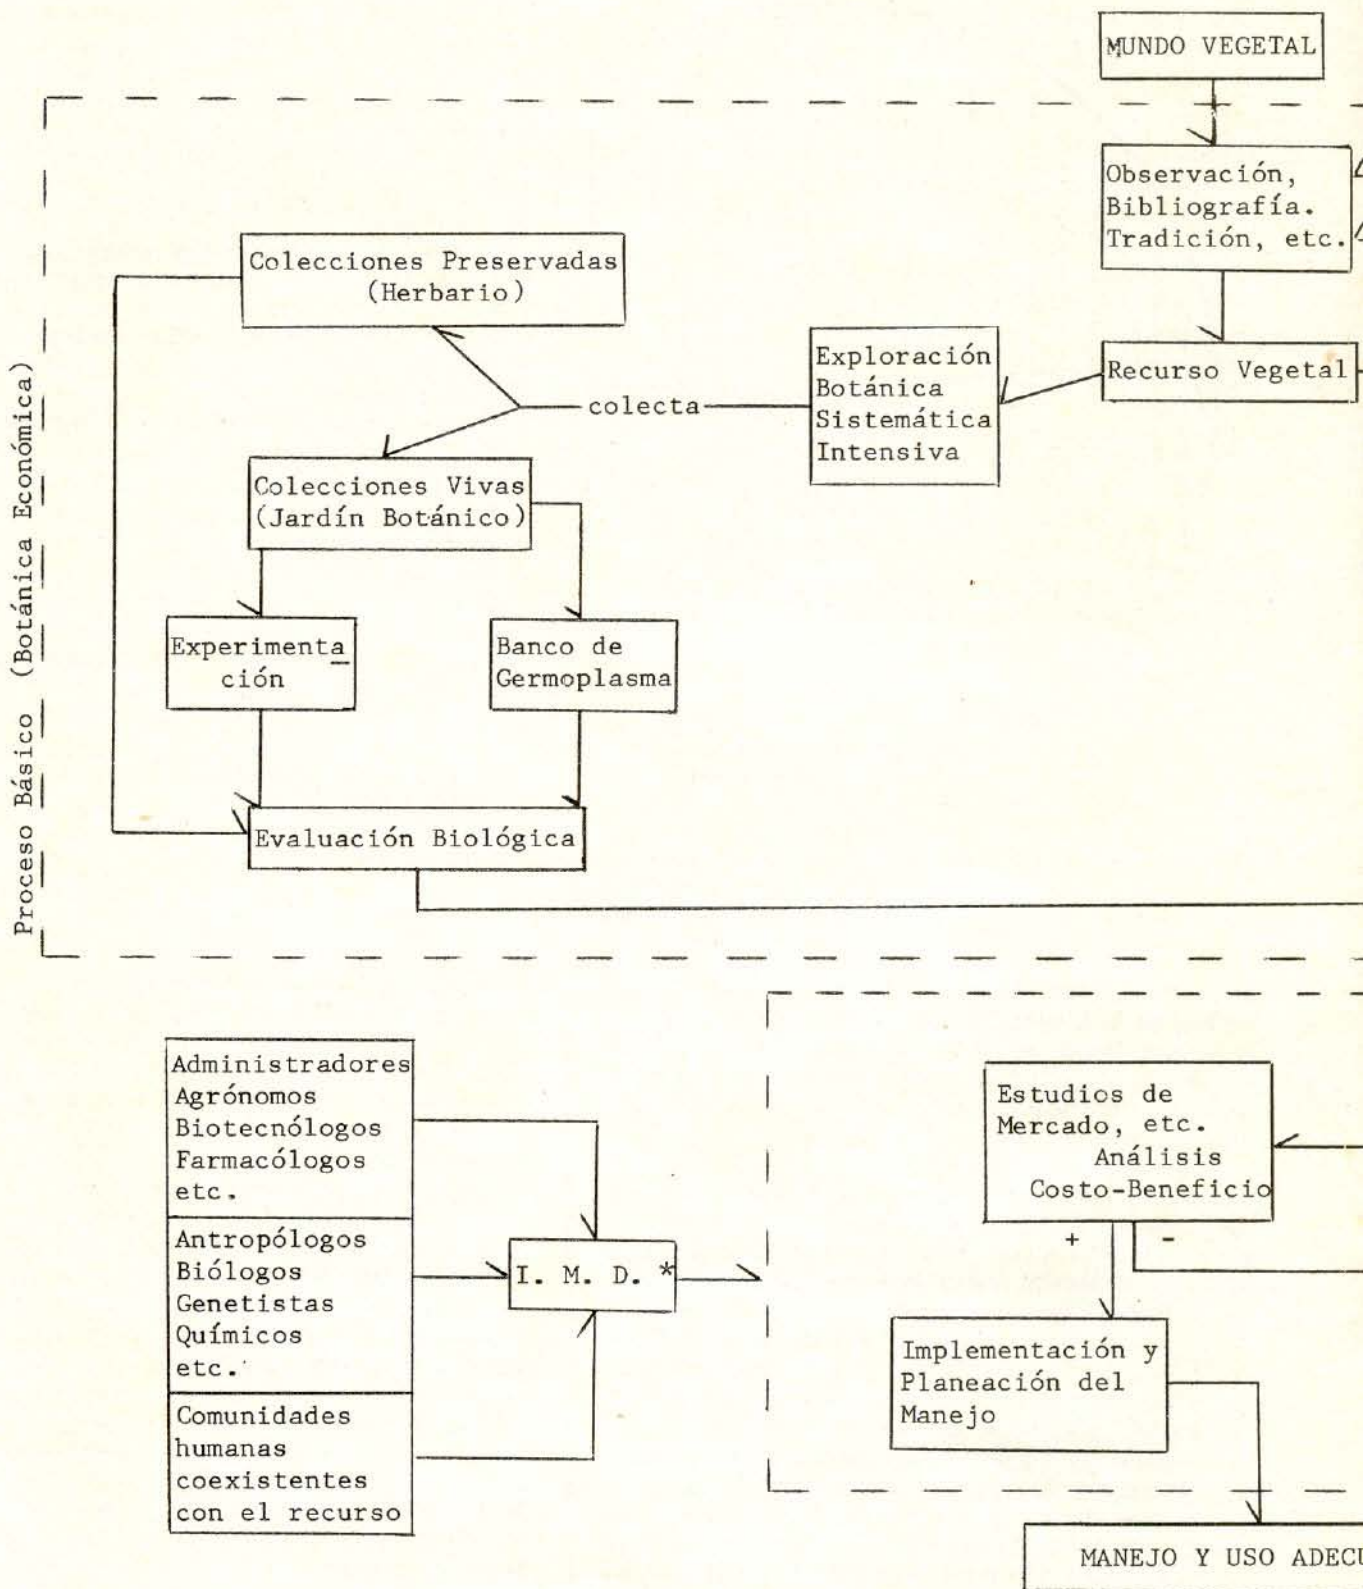 MUNDO VEGETAL
Observación,
Bibliografía.
Tradición, etc.
Recurso Vegetal
Exploración
Botánica
Sistemática
Intensiva
colecta
Colecciones Preservadas
(Herbario)
Colecciones Vivas
(Jardín Botánico)
Experimenta
ción
Banco de
Germoplasma
Evaluación Biológica
Proceso Básico (Botánica Económica)
Administradores
Agrónomos
Biotecnólogos
Farmacólogos
etc.
Antropólogos
Biólogos
Genetistas
Químicos
etc.
Comunidades
humanas
coexistentes
con el recurso
I. M. D. *
Estudios de
Mercado, etc.
Análisis
Costo-Beneficio
+ -
Implementación y
Planeación del
Manejo
MANEJO Y USO ADECU